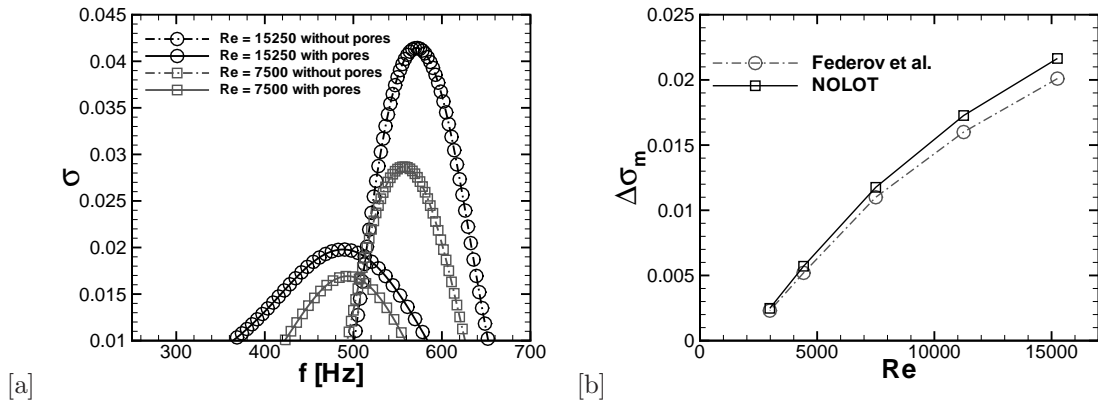 Re = 15250 without pores
Re = 15250 with pores
Re = 7500 without pores
Re = 7500 with pores
0.045
0.04
0.035
0.03
0.025
0.02
0.015
0.01
σ
300 400 500 600 700
f [Hz]
[a]
Federov et al.
NOLOT
0.025
0.02
0.015
0.01
0.005
0
Δσm
0 5000 10000 15000
Re
[b]